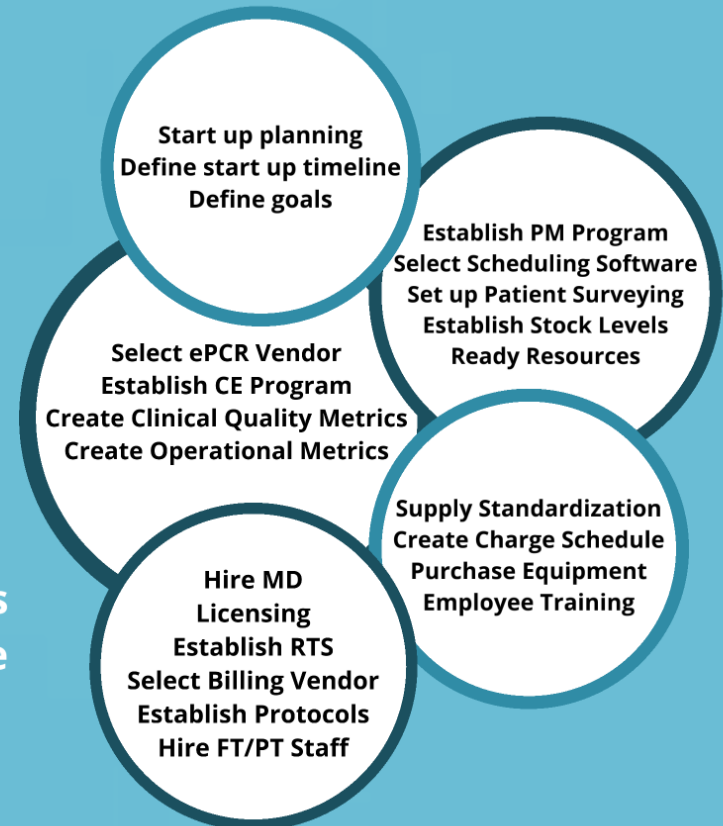 Start up planning
Define start up timeline
Define goals
Establish PM Program
Select Scheduling Software
Set up Patient Surveying
Establish Stock Levels
Ready Resources
Select ePCR Vendor
Establish CE Program
Create Clinical Quality Metrics
Create Operational Metrics
Supply Standardization
Create Charge Schedule
Purchase Equipment
Employee Training
Hire MD
Licensing
Establish RTS
Select Billing Vendor
Establish Protocols
Hire FT/PT Staff